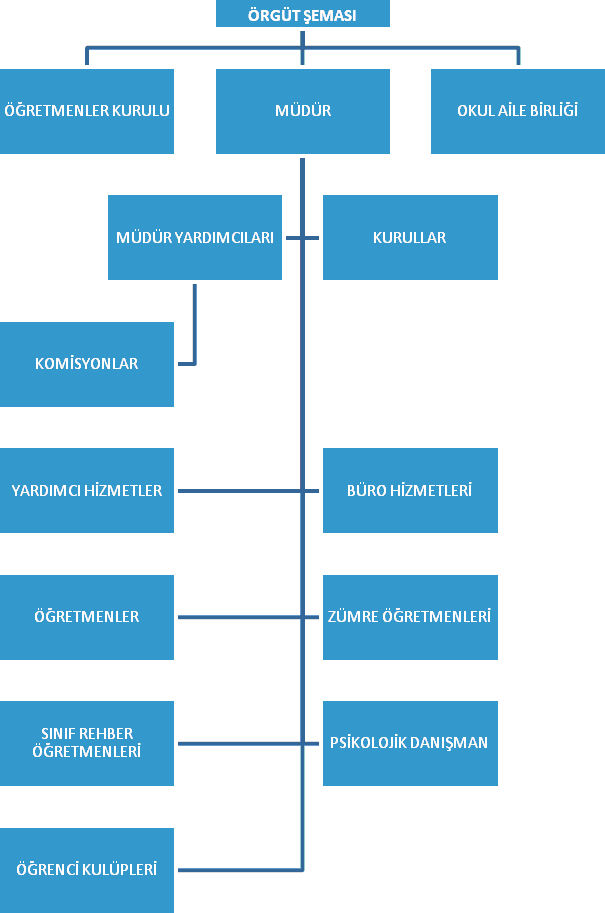 ÖRGÜT ŞEMASI
ÖĞRETMENLER KURULU
MÜDÜR
OKUL AİLE BİRLİĞİ
MÜDÜR YARDIMCILARI
KURULLAR
KOMİSYONLAR
YARDIMCI HİZMETLER
BÜRO HİZMETLERİ
ÖĞRETMENLER
ZÜMRE ÖĞRETMENLERİ
SINIF REHBER
ÖĞRETMENLERİ
PSİKOLOJİK DANIŞMAN
ÖĞRENCİ KULÜPLERİ